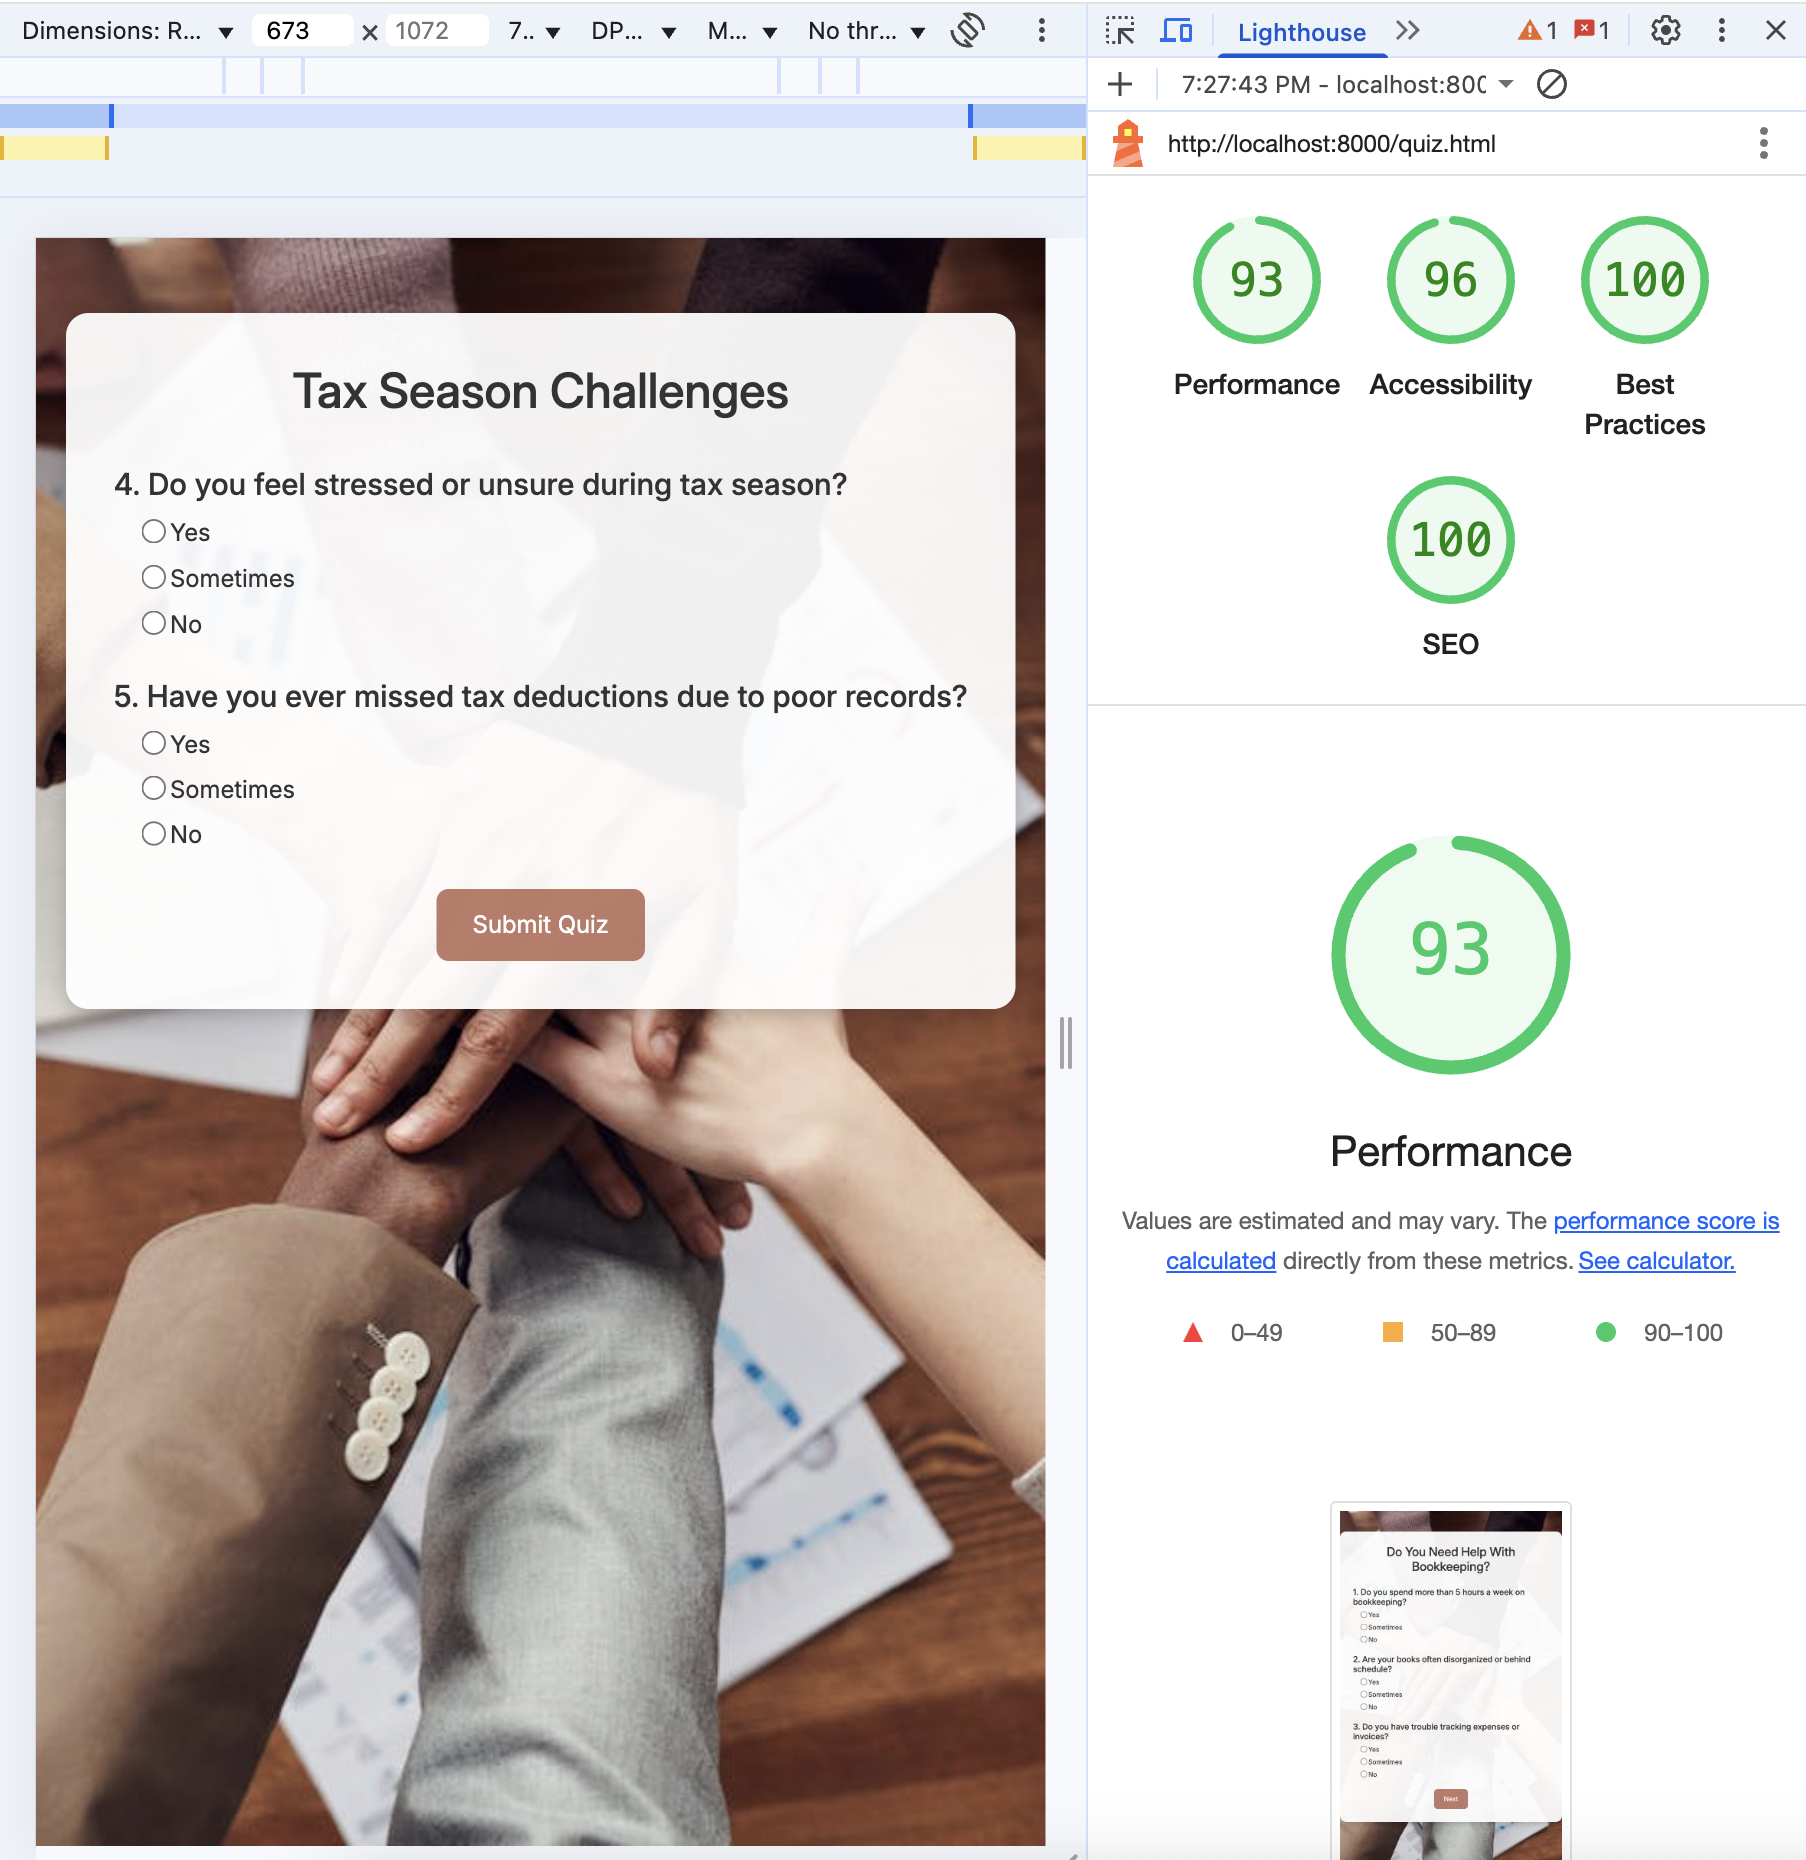 Dimensions: R... 673 × 1072 7.. DP... M... No thr...
Lighthouse 1 1
7:27:43 PM - localhost:800
http://localhost:8000/quiz.html
93 96 100
Performance Accessibility Best Practices
100
SEO
Tax Season Challenges
4. Do you feel stressed or unsure during tax season?
Yes
Sometimes
No
5. Have you ever missed tax deductions due to poor records?
Yes
Sometimes
No
Submit Quiz
93
Performance
Values are estimated and may vary. The performance score is
calculated directly from these metrics. See calculator.
0–49 50–89 90–100
Do You Need Help With
Bookkeeping?
1. Do you spend more than 5 hours a week on
bookkeeping?
Yes
Sometimes
No
2. Are your books often disorganized or behind
schedule?
Yes
Sometimes
No
3. Do you have trouble tracking expenses or
invoices?
Yes
Sometimes
No
Next